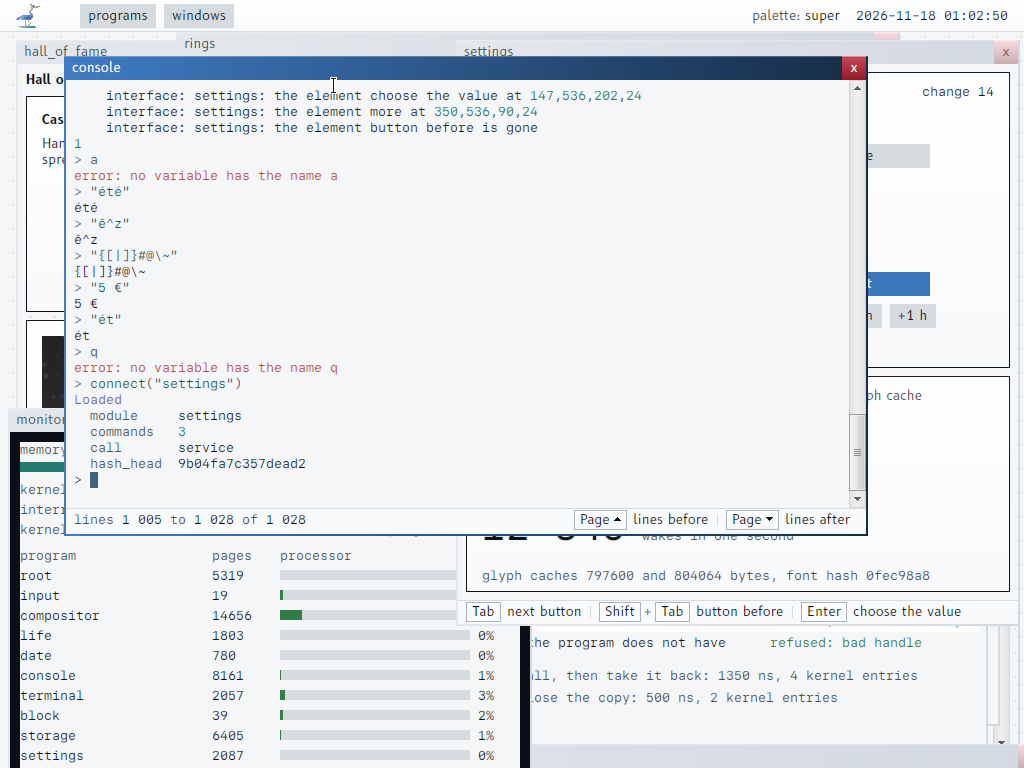 programs windows palette: super 2026-11-18 01:02:50
hall_of_fame rings settings x
console x
Hall o
Cas
Har
spre
change 14
+1 h
interface: settings: the element choose the value at 147,536,202,24
interface: settings: the element more at 350,536,90,24
interface: settings: the element button before is gone
1
> a
error: no variable has the name a
> "été"
été
> "ê^z"
ê^z
> "{[|]}#@\~"
{[|]}#@\~
> "5 €"
5 €
> "ét"
ét
> q
error: no variable has the name q
> connect("settings")
Loaded
module settings
commands 3
call service
hash_head 9b04fa7c357dead2
>
lines 1 005 to 1 028 of 1 028 Page lines before Page lines after
ph cache
wakes in one second
glyph caches 797600 and 804064 bytes, font hash 0fec98a8
Tab next button Shift + Tab button before Enter choose the value
monitor
memory
kernel
inter
kernel
program pages processor
root 5319
input 19
compositor 14656
life 1803 0%
date 780 0%
console 8161 1%
terminal 2057 3%
block 39 2%
storage 6405 1%
settings 2087 0%
the program does not have refused: bad handle
all, then take it back: 1350 ns, 4 kernel entries
lose the copy: 500 ns, 2 kernel entries